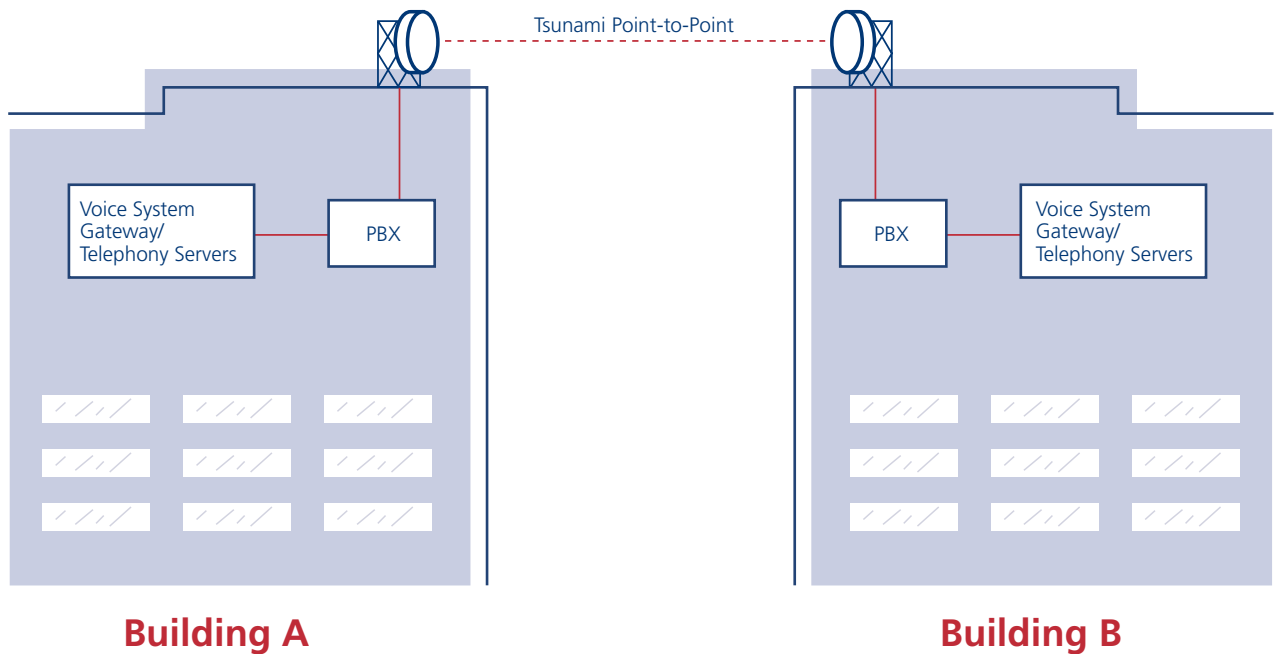 Tsunami Point-to-Point
Voice System
Gateway/
Telephony Servers
PBX
PBX
Voice System
Gateway/
Telephony Servers
Building A
Building B